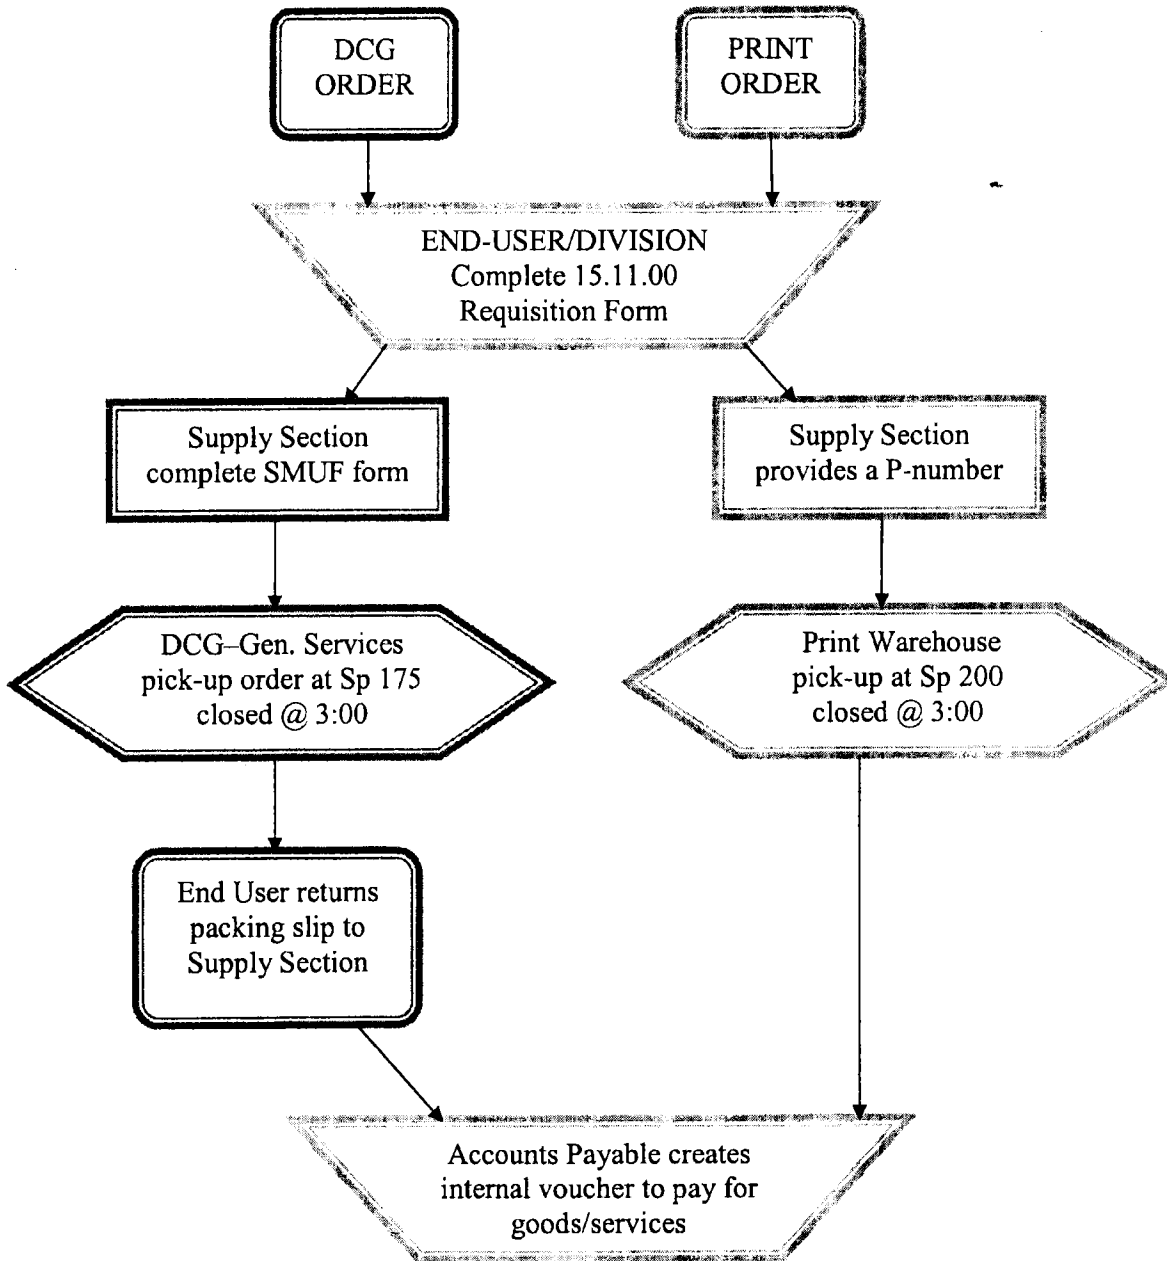 DCG
ORDER
PRINT
ORDER
END-USER/DIVISION
Complete 15.11.00
Requisition Form
Supply Section
complete SMUF form
Supply Section
provides a P-number
DCG–Gen. Services
pick-up order at Sp 175
closed @ 3:00
Print Warehouse
pick-up at Sp 200
closed @ 3:00
End User returns
packing slip to
Supply Section
Accounts Payable creates
internal voucher to pay for
goods/services